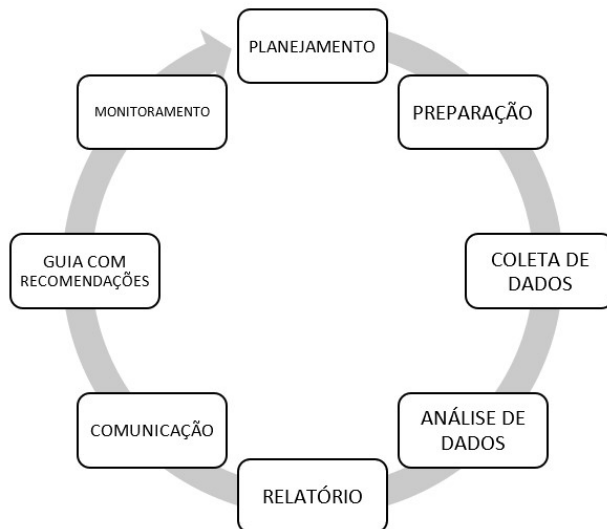 PLANEJAMENTO
PREPARAÇÃO
COLETA DE
DADOS
ANÁLISE DE
DADOS
RELATÓRIO
COMUNICAÇÃO
GUIA COM
RECOMENDAÇÕES
MONITORAMENTO